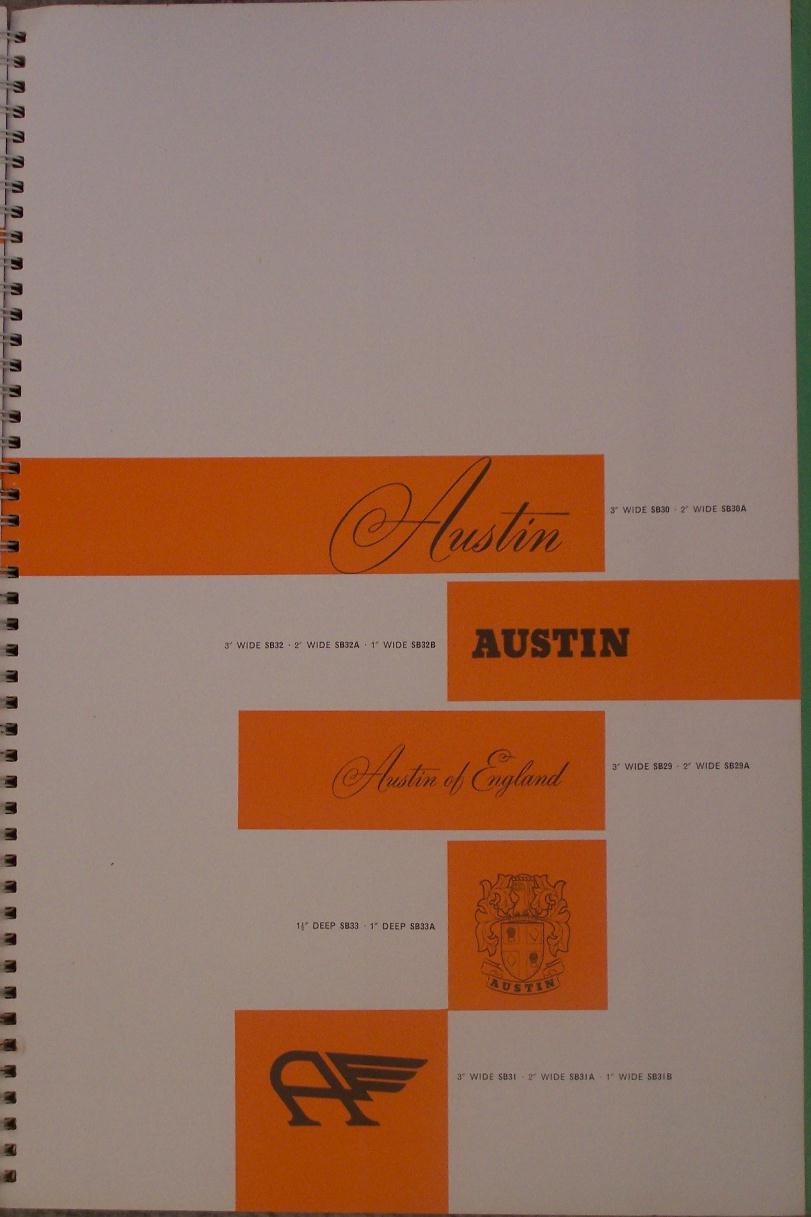 Austin
3″ WIDE SB30 · 2″ WIDE SB30A
3″ WIDE SB32 · 2″ WIDE SB32A · 1″ WIDE SB32B
AUSTIN
Austin of England
3″ WIDE SB29 · 2″ WIDE SB29A
1½″ DEEP SB33 · 1″ DEEP SB33A
AUSTIN
A
3″ WIDE SB31 · 2″ WIDE SB31A · 1″ WIDE SB31B